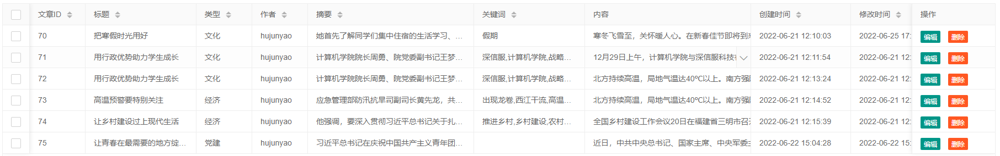 文章ID 标题 类型 作者 摘要 关键词 内容 创建时间 修改时间 操作
70 把寒假时光用好 文化 hujunyao 她首先了解同学们集中住宿的生活学习、... 假期 寒冬飞雪至，关怀暖人心。在新春佳节即将到来 2022-06-21 12:10:03 2022-06-25 17: 编辑 删除
71 用行政优势助力学生成长 文化 hujunyao 计算机学院院长周勇、院党委副书记王梦... 深信服,计算机学院,战略... 12月29日上午，计算机学院与深信服科技有 2022-06-21 12:11:54 2022-06-21 12: 编辑 删除
72 用行政优势助力学生成长 文化 hujunyao 计算机学院院长周勇、院党委副书记王梦... 深信服,计算机学院,战略... 北方持续高温，局地气温达40℃以上。南方强降 2022-06-21 12:13:24 2022-06-21 12: 编辑 删除
73 高温预警要特别关注 经济 hujunyao 应急管理部防汛抗旱司副司长黄先龙，共... 出现龙卷,西江干流,高温... 北方持续高温，局地气温达40℃以上。南方强降 2022-06-21 12:14:52 2022-06-21 12: 编辑 删除
74 让乡村建设过上现代生活 经济 hujunyao 他强调，要深入贯彻习近平总书记关于扎... 推进乡村,乡村建设,农村... 全国乡村建设工作会议20日在福建省三明市召开 2022-06-21 12:15:39 2022-06-21 12: 编辑 删除
75 让青春在最需要的地方绽... 党建 hujunyao 习近平总书记在庆祝中国共产主义青年团... 近日，中共中央总书记、国家主席、中央军委主 2022-06-22 15:04:28 2022-06-22 15: 编辑 删除